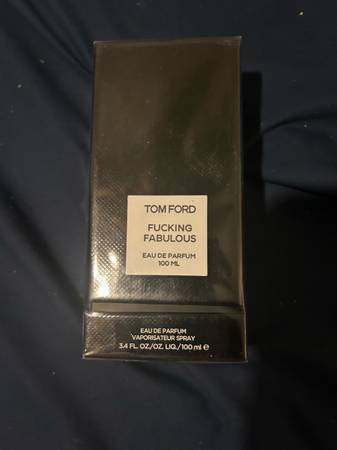 TOM FORD
FUCKING
FABULOUS
EAU DE PARFUM
100 ML
EAU DE PARFUM
VAPORISATEUR SPRAY
3.4 FL. OZ./OZ. LIQ./100 ml ℮